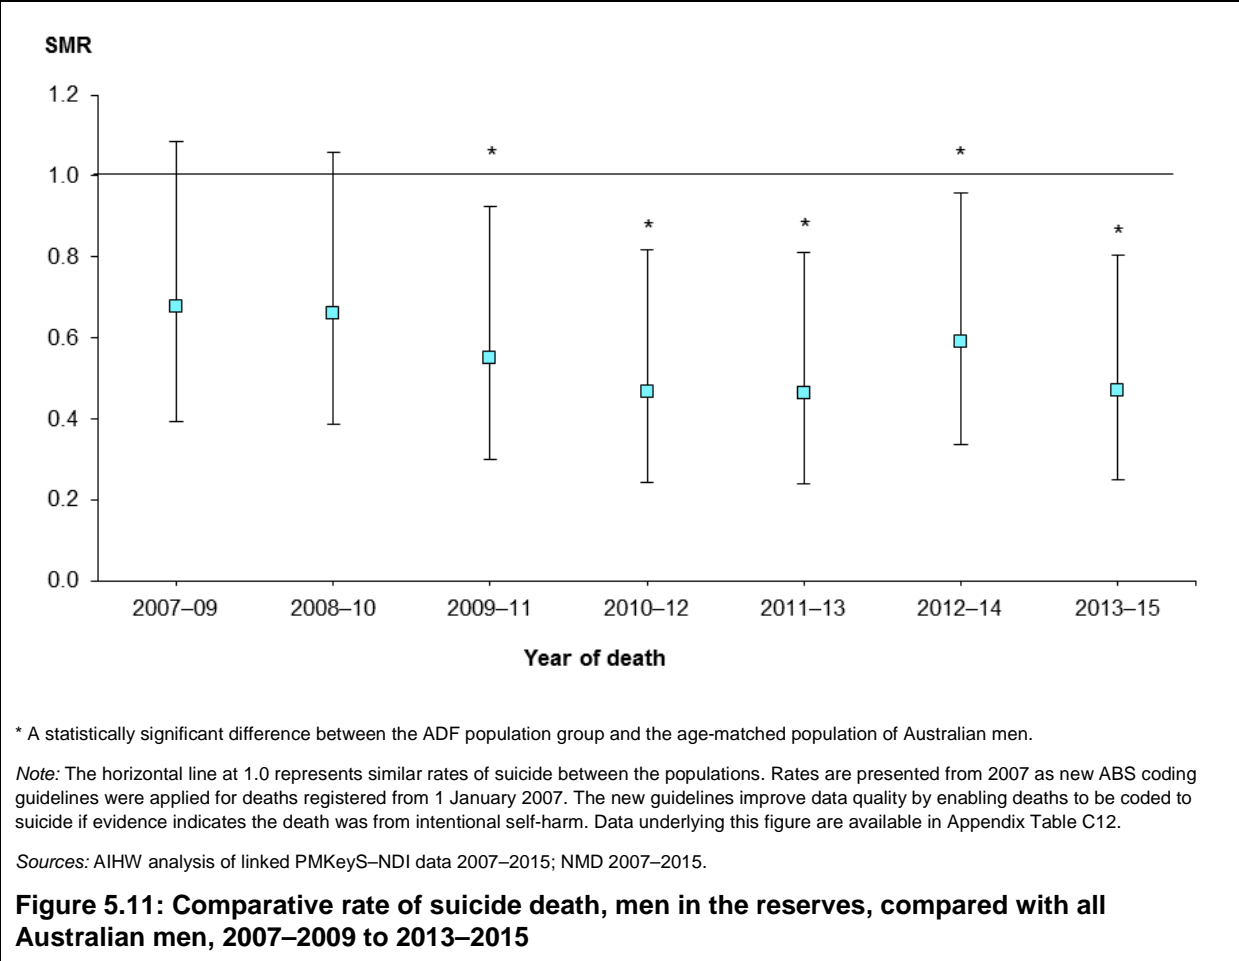 SMR
1.2
1.0
0.8
0.6
0.4
0.2
0.0
*
*
*
*
*
2007–09
2008–10
2009–11
2010–12
2011–13
2012–14
2013–15
Year of death
* A statistically significant difference between the ADF population group and the age-matched population of Australian men.
Note: The horizontal line at 1.0 represents similar rates of suicide between the populations. Rates are presented from 2007 as new ABS coding
guidelines were applied for deaths registered from 1 January 2007. The new guidelines improve data quality by enabling deaths to be coded to
suicide if evidence indicates the death was from intentional self-harm. Data underlying this figure are available in Appendix Table C12.
Sources: AIHW analysis of linked PMKeyS–NDI data 2007–2015; NMD 2007–2015.
Figure 5.11: Comparative rate of suicide death, men in the reserves, compared with all
Australian men, 2007–2009 to 2013–2015